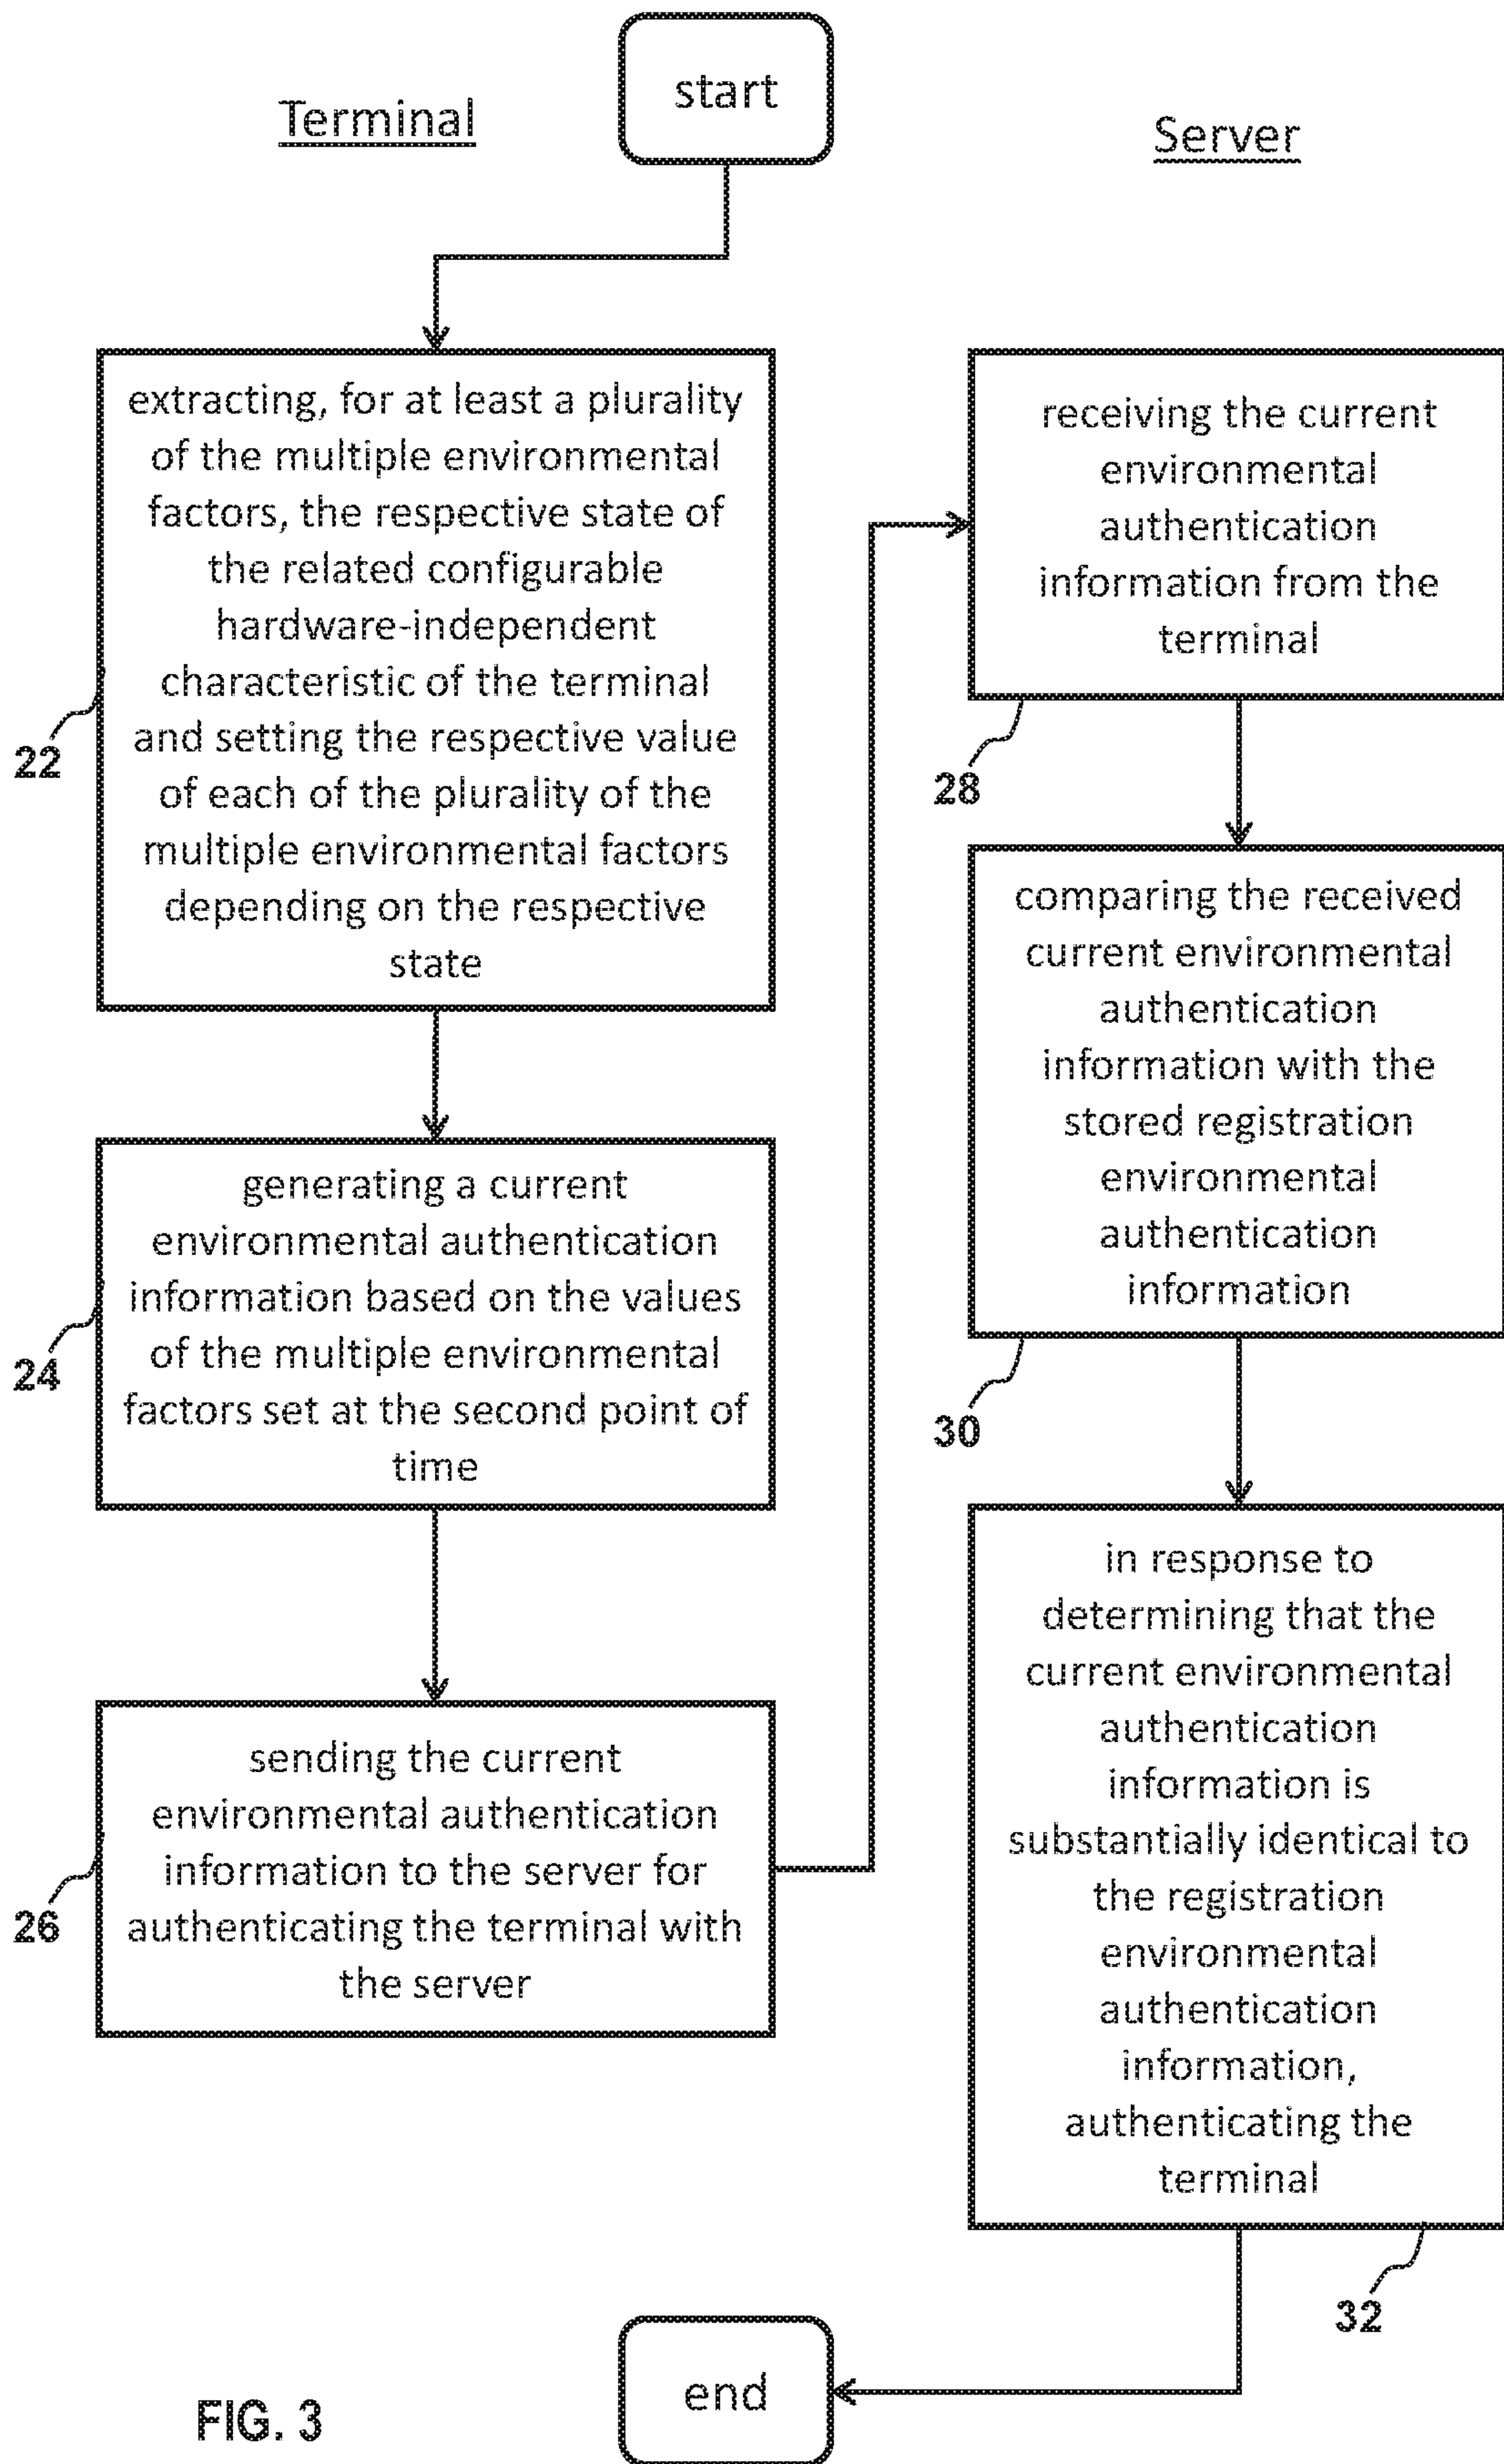 start
Terminal
Server
extracting, for at least a plurality
of the multiple environmental
factors, the respective state of
the related configurable
hardware-independent
characteristic of the terminal
and setting the respective value
of each of the plurality of the
multiple environmental factors
depending on the respective
state
22
generating a current
environmental authentication
information based on the values
of the multiple environmental
factors set at the second point of
time
24
sending the current
environmental authentication
information to the server for
authenticating the terminal with
the server
26
receiving the current
environmental
authentication
information from the
terminal
28
comparing the received
current environmental
authentication
information with the
stored registration
environmental
authentication
information
30
in response to
determining that the
current environmental
authentication
information is
substantially identical to
the registration
environmental
authentication
information,
authenticating the
terminal
32
end
FIG. 3